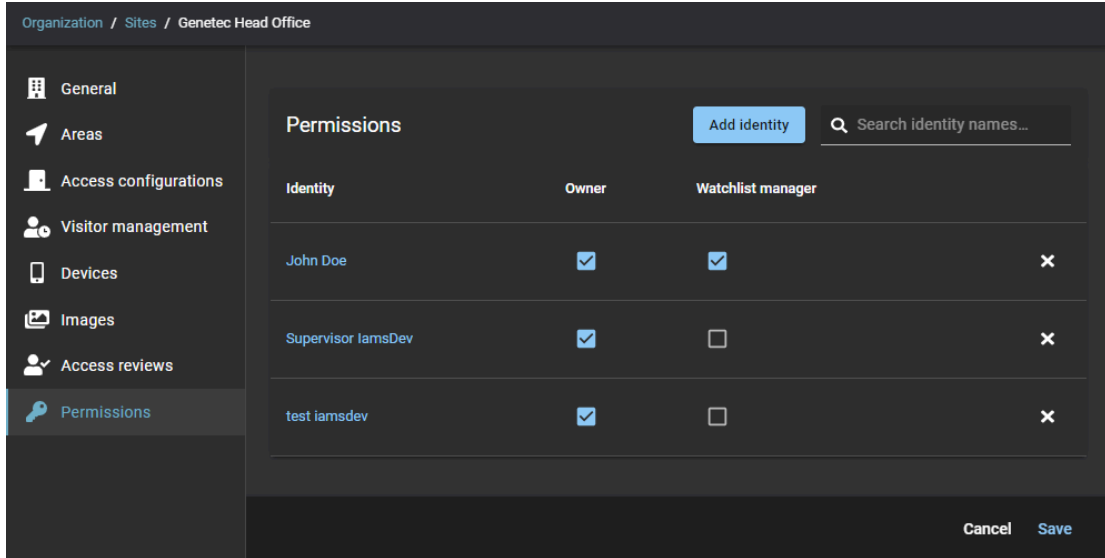 Organization / Sites / Genetec Head Office
General
Areas
Access configurations
Visitor management
Devices
Images
Access reviews
Permissions
Permissions
Add identity
Search identity names...
Identity Owner Watchlist manager
John Doe
Supervisor IamsDev
test iamsdev
Cancel Save